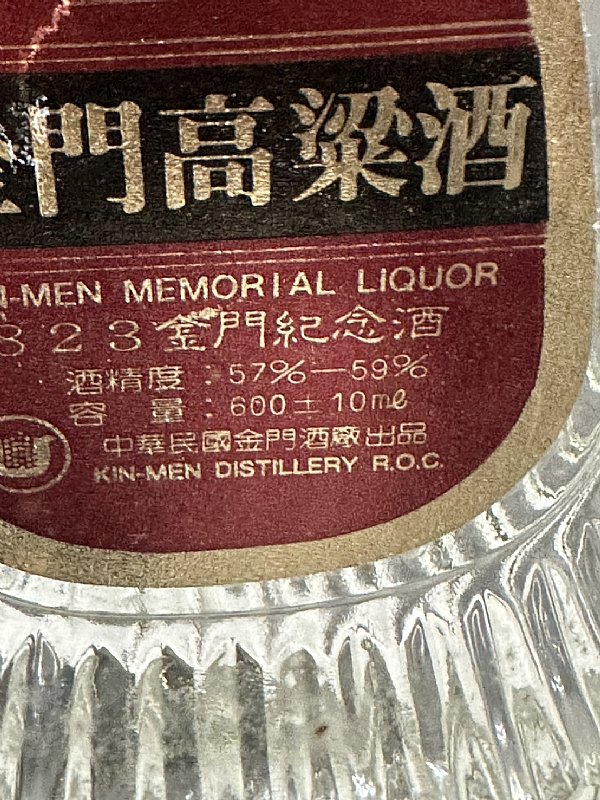 金門高粱酒
N-MEN MEMORIAL LIQUOR
823金門紀念酒
酒精度：57%—59%
容量：600±10mℓ
中華民國金門酒廠出品
KIN-MEN DISTILLERY R.O.C.